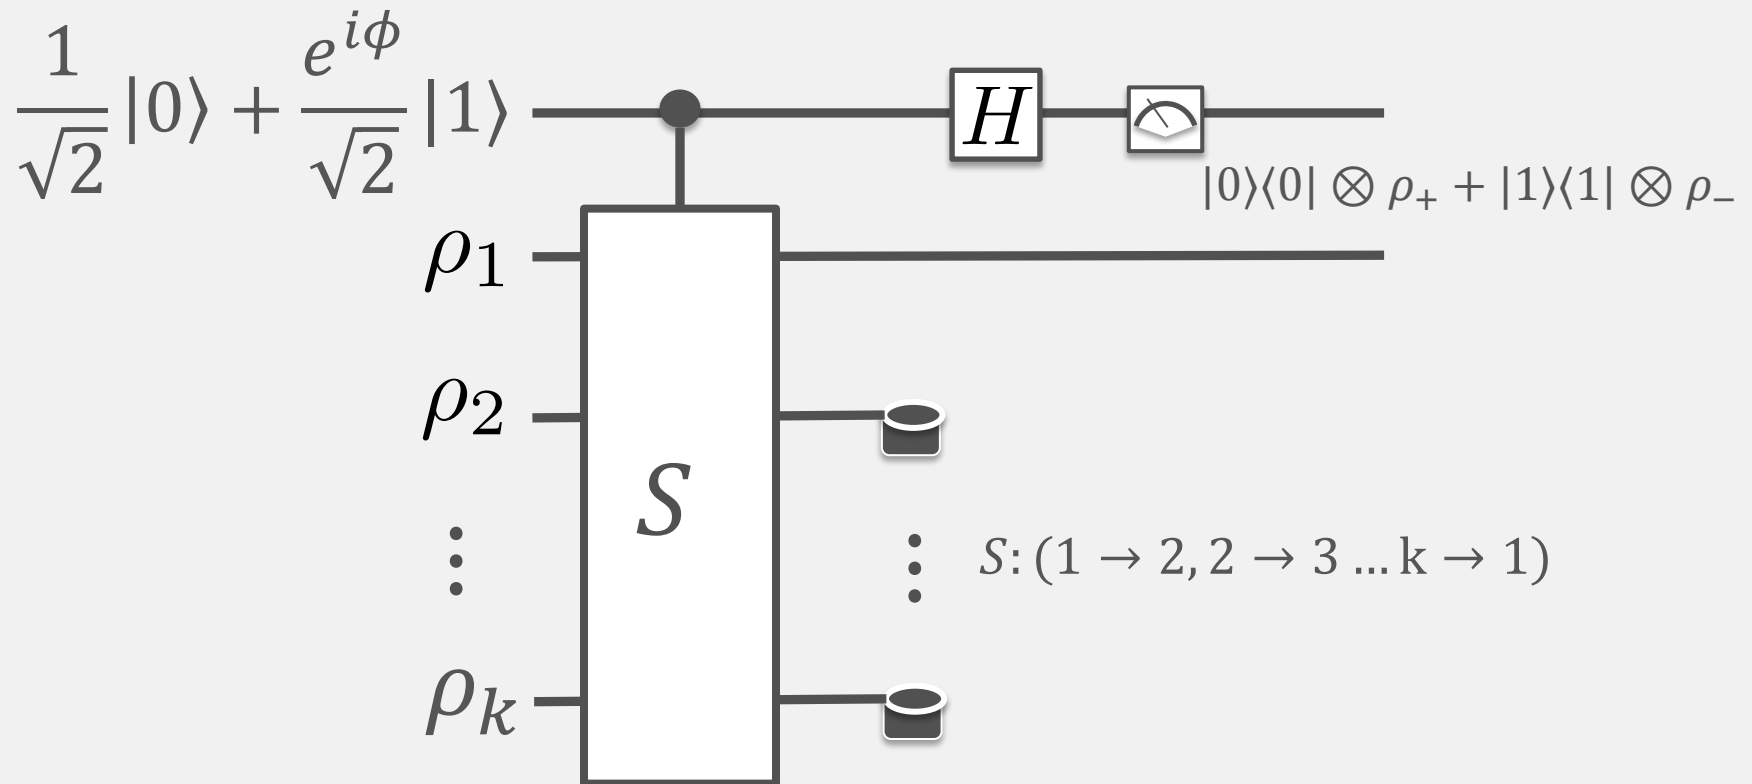 1/√2 |0⟩ + e^{iϕ}/√2 |1⟩
H
|0⟩⟨0| ⊗ ρ₊ + |1⟩⟨1| ⊗ ρ₋
ρ₁
ρ₂
S
⋮ ⋮ S: (1 → 2, 2 → 3 … k → 1)
ρₖ